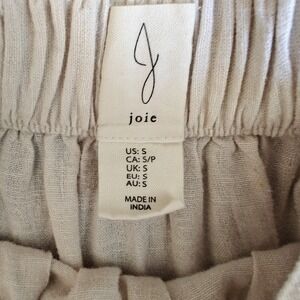 J
joie
US: S
CA: S/P
UK: S
EU: S
AU: S
MADE IN
INDIA